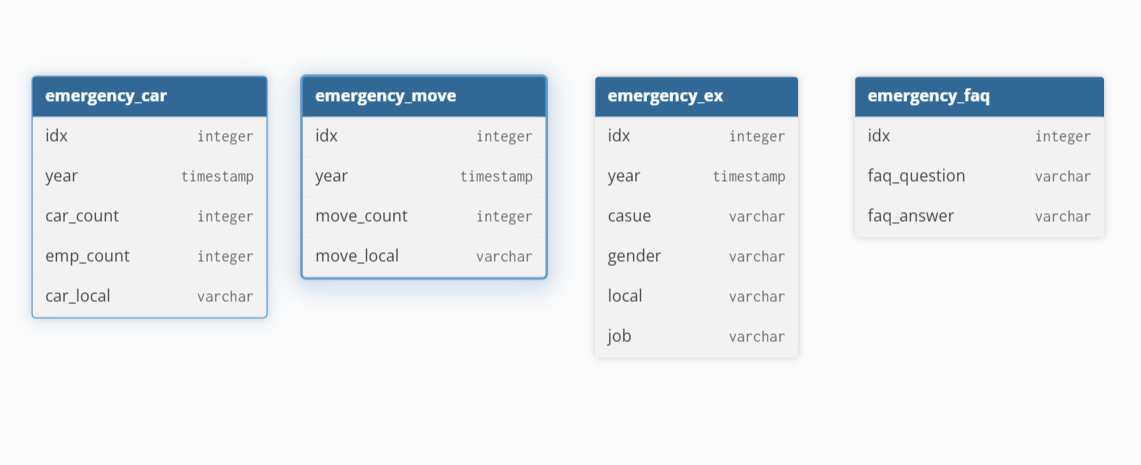 emergency_car
idx integer
year timestamp
car_count integer
emp_count integer
car_local varchar
emergency_move
idx integer
year timestamp
move_count integer
move_local varchar
emergency_ex
idx integer
year timestamp
casue varchar
gender varchar
local varchar
job varchar
emergency_faq
idx integer
faq_question varchar
faq_answer varchar